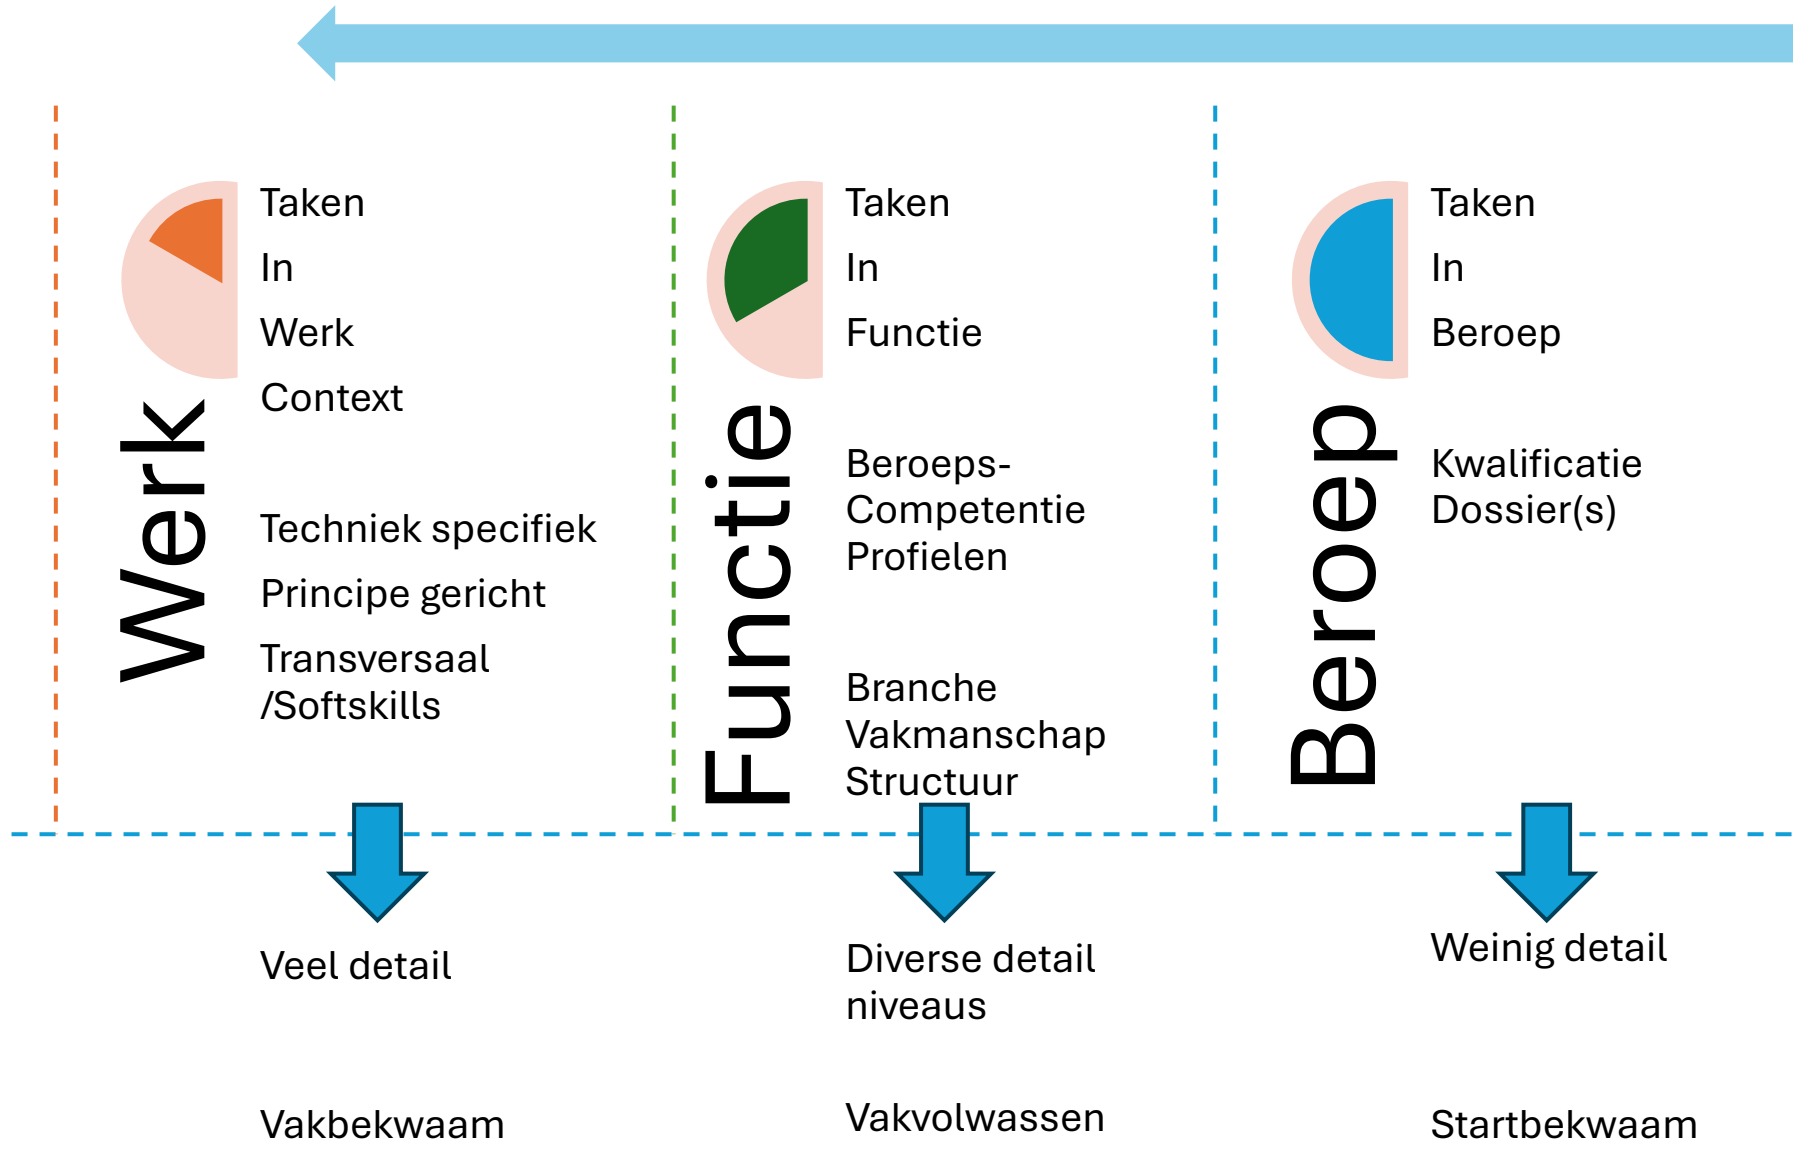 Werk
Taken
In
Werk
Context
Techniek specifiek
Principe gericht
Transversaal
/Softskills
Veel detail
Vakbekwaam
Functie
Taken
In
Functie
Beroeps-
Competentie
Profielen
Branche
Vakmanschap
Structuur
Diverse detail
niveaus
Vakvolwassen
Beroep
Taken
In
Beroep
Kwalificatie
Dossier(s)
Weinig detail
Startbekwaam